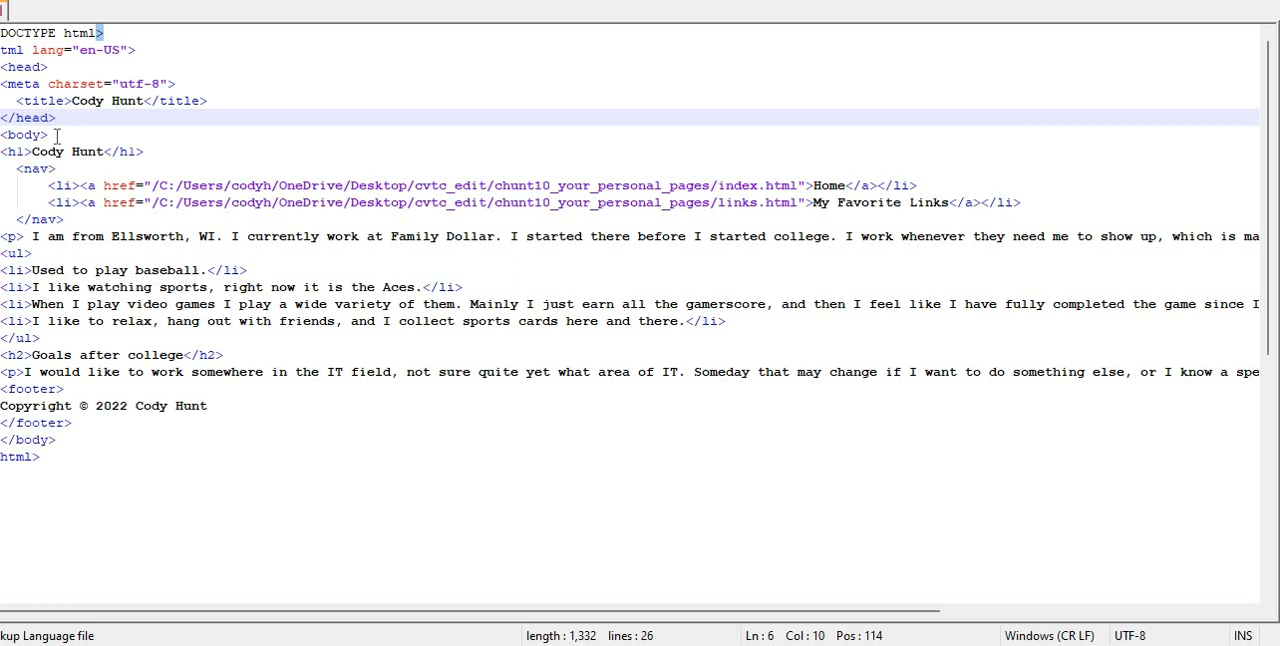 DOCTYPE html>
tml lang="en-US">
<head>
<meta charset="utf-8">
<title>Cody Hunt</title>
</head>
<body>
<h1>Cody Hunt</h1>
<nav>
<li><a href="/C:/Users/codyh/OneDrive/Desktop/cvtc_edit/chunt10_your_personal_pages/index.html">Home</a></li>
<li><a href="/C:/Users/codyh/OneDrive/Desktop/cvtc_edit/chunt10_your_personal_pages/links.html">My Favorite Links</a></li>
</nav>
<p> I am from Ellsworth, WI. I currently work at Family Dollar. I started there before I started college. I work whenever they need me to show up, which is ma
<ul>
<li>Used to play baseball.</li>
<li>I like watching sports, right now it is the Aces.</li>
<li>When I play video games I play a wide variety of them. Mainly I just earn all the gamerscore, and then I feel like I have fully completed the game since I
<li>I like to relax, hang out with friends, and I collect sports cards here and there.</li>
</ul>
<h2>Goals after college</h2>
<p>I would like to work somewhere in the IT field, not sure quite yet what area of IT. Someday that may change if I want to do something else, or I know a spe
<footer>
Copyright © 2022 Cody Hunt
</footer>
</body>
html>
kup Language file length : 1,332 lines : 26 Ln : 6 Col : 10 Pos : 114 Windows (CR LF) UTF-8 INS